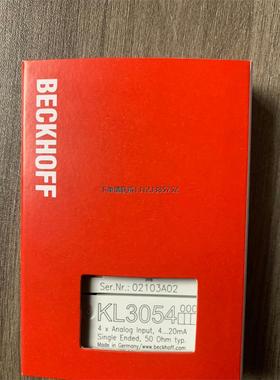 BECKHOFF
Ser.Nr.: 02103A02
KL3054
4 x Analog Input, 4...20mA
Single Ended, 50 Ohm typ.
Made in Germany/www.beckhoff.com